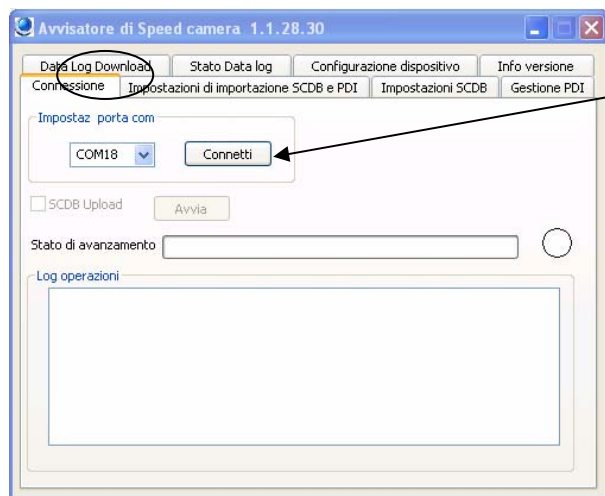 Avvisatore di Speed camera 1.1.28.30
Data Log Download Stato Data log Configurazione dispositivo Info versione
Connessione Impostazioni di importazione SCDB e PDI Impostazioni SCDB Gestione PDI
Impostaz porta com
COM18 Connetti
SCDB Upload Avvia
Stato di avanzamento
Log operazioni